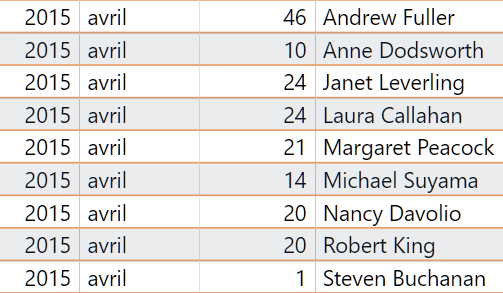 2015 avril 46 Andrew Fuller
2015 avril 10 Anne Dodsworth
2015 avril 24 Janet Leverling
2015 avril 24 Laura Callahan
2015 avril 21 Margaret Peacock
2015 avril 14 Michael Suyama
2015 avril 20 Nancy Davolio
2015 avril 20 Robert King
2015 avril 1 Steven Buchanan